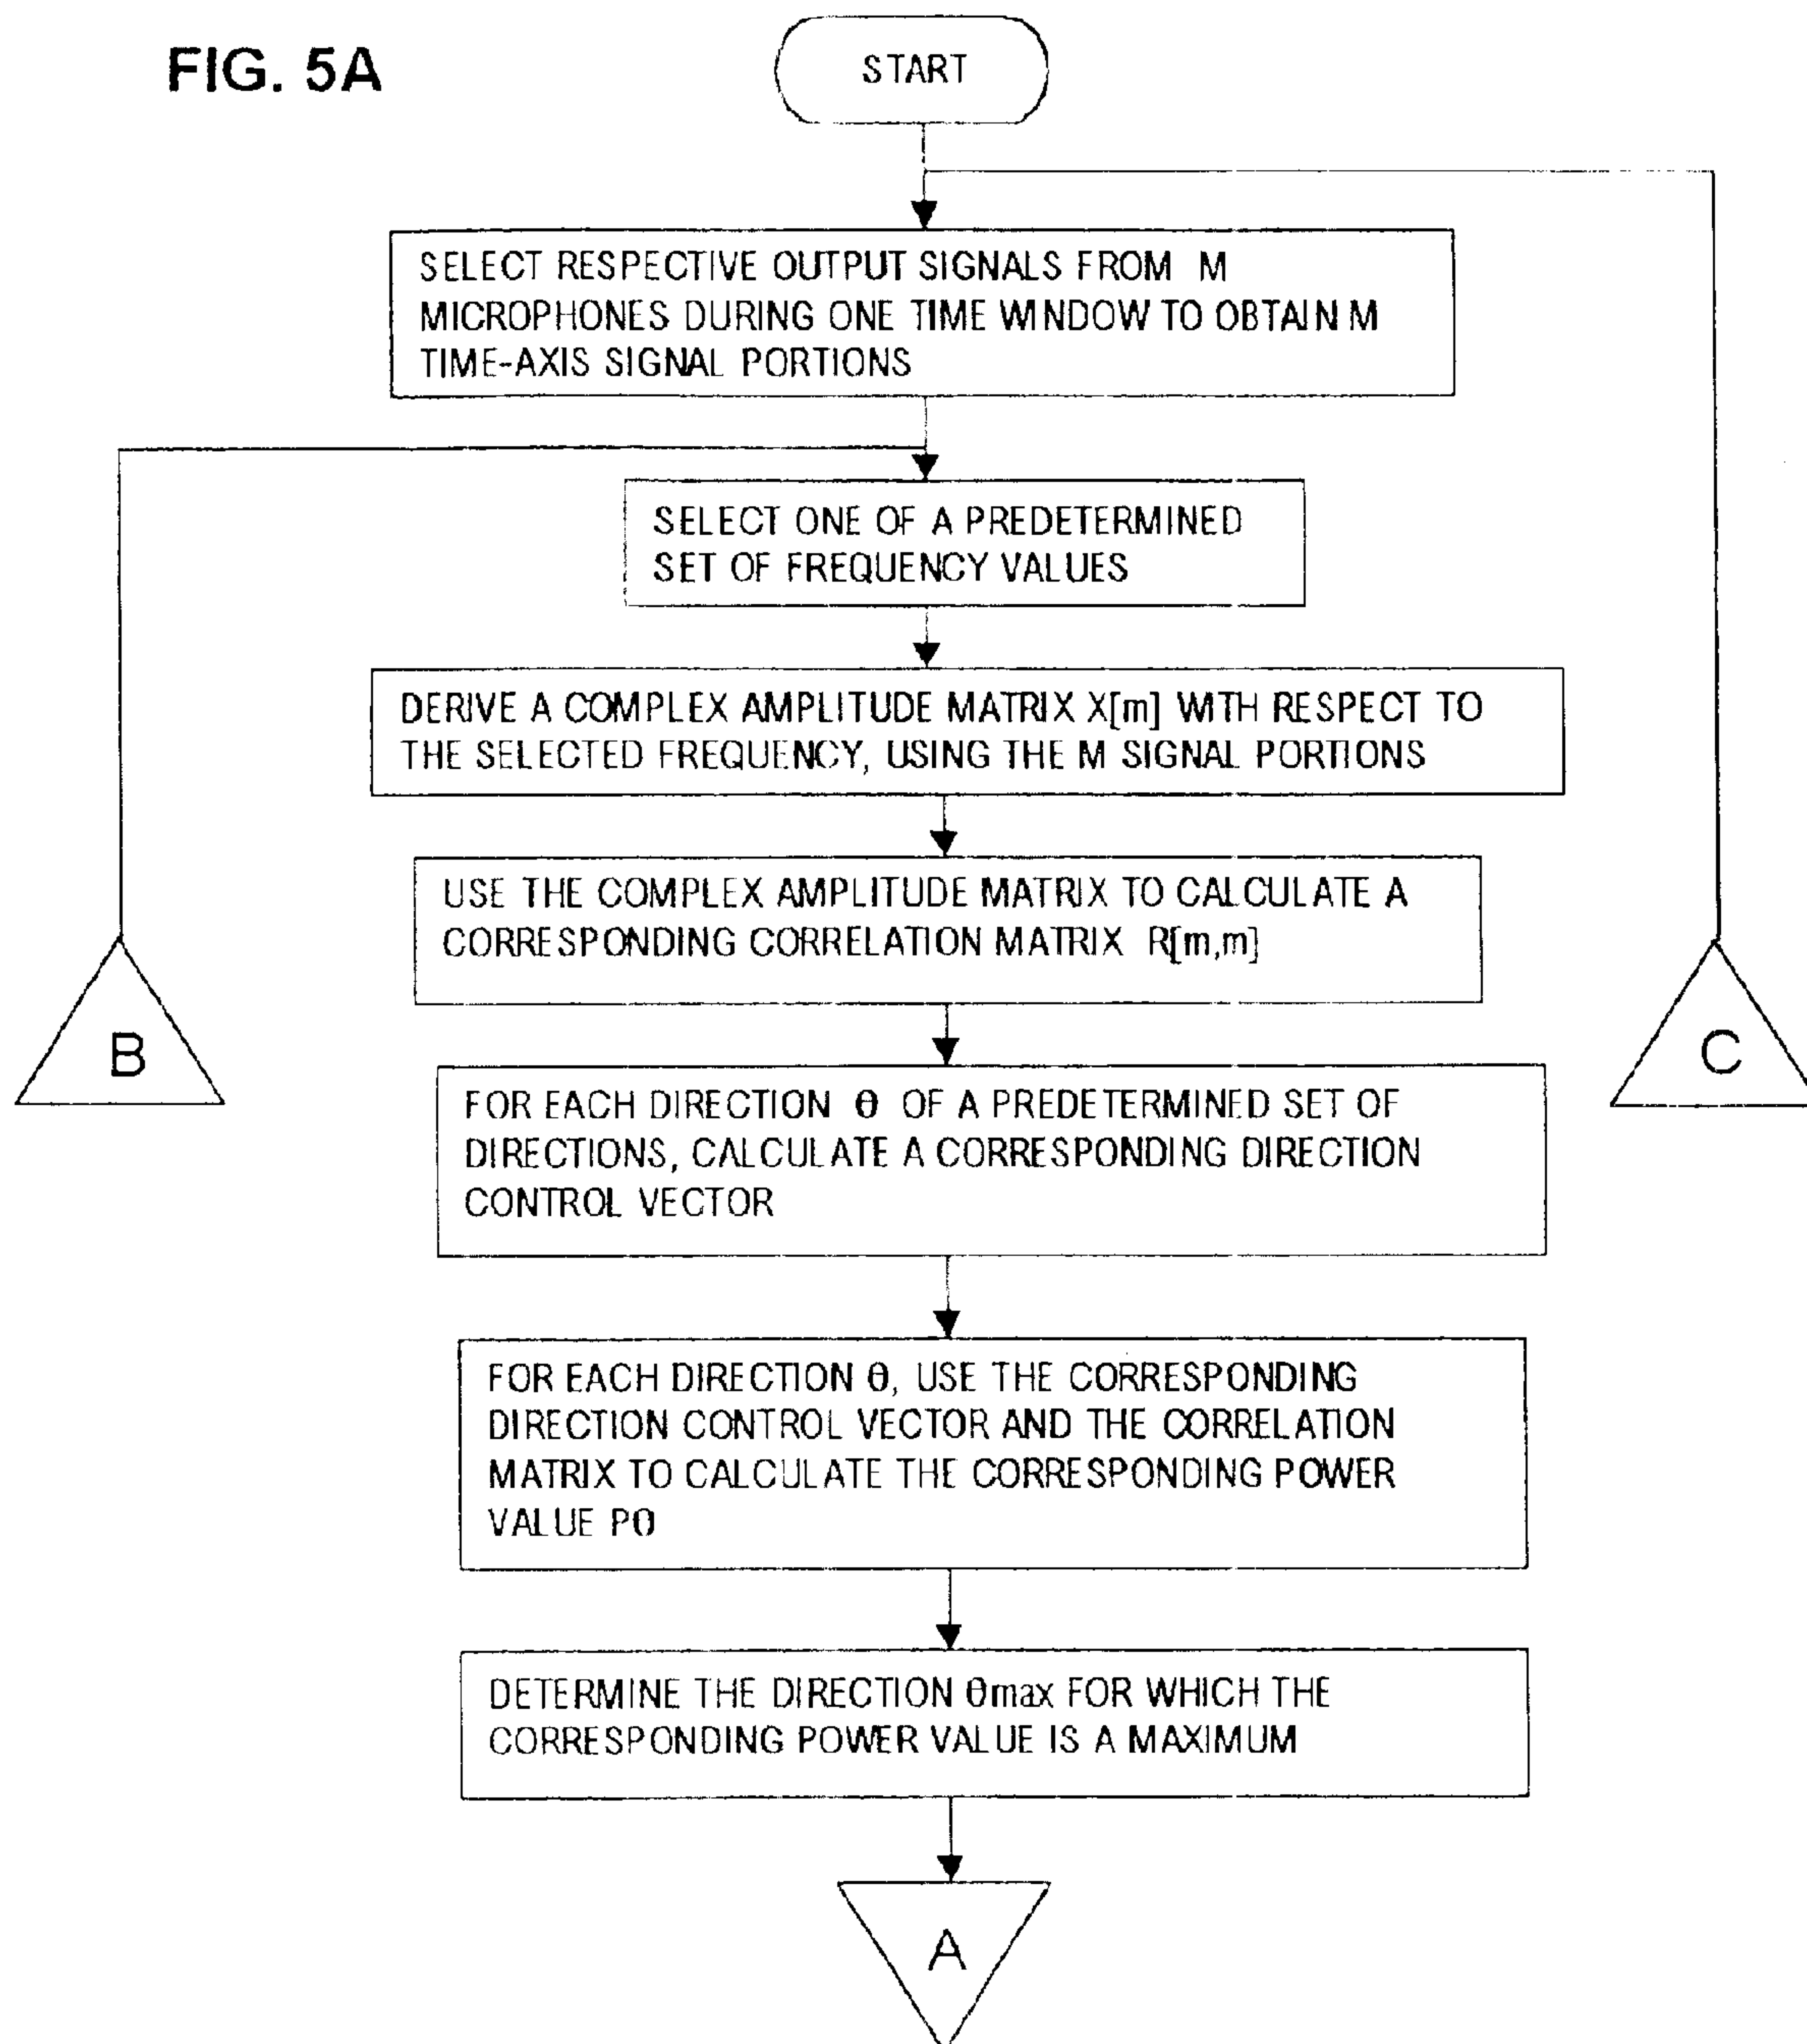 FIG. 5A
START
SELECT RESPECTIVE OUTPUT SIGNALS FROM M
MICROPHONES DURING ONE TIME WINDOW TO OBTAIN M
TIME-AXIS SIGNAL PORTIONS
SELECT ONE OF A PREDETERMINED
SET OF FREQUENCY VALUES
DERIVE A COMPLEX AMPLITUDE MATRIX X[m] WITH RESPECT TO
THE SELECTED FREQUENCY, USING THE M SIGNAL PORTIONS
USE THE COMPLEX AMPLITUDE MATRIX TO CALCULATE A
CORRESPONDING CORRELATION MATRIX R[m,m]
B
C
FOR EACH DIRECTION θ OF A PREDETERMINED SET OF
DIRECTIONS, CALCULATE A CORRESPONDING DIRECTION
CONTROL VECTOR
FOR EACH DIRECTION θ, USE THE CORRESPONDING
DIRECTION CONTROL VECTOR AND THE CORRELATION
MATRIX TO CALCULATE THE CORRESPONDING POWER
VALUE Pθ
DETERMINE THE DIRECTION θmax FOR WHICH THE
CORRESPONDING POWER VALUE IS A MAXIMUM
A